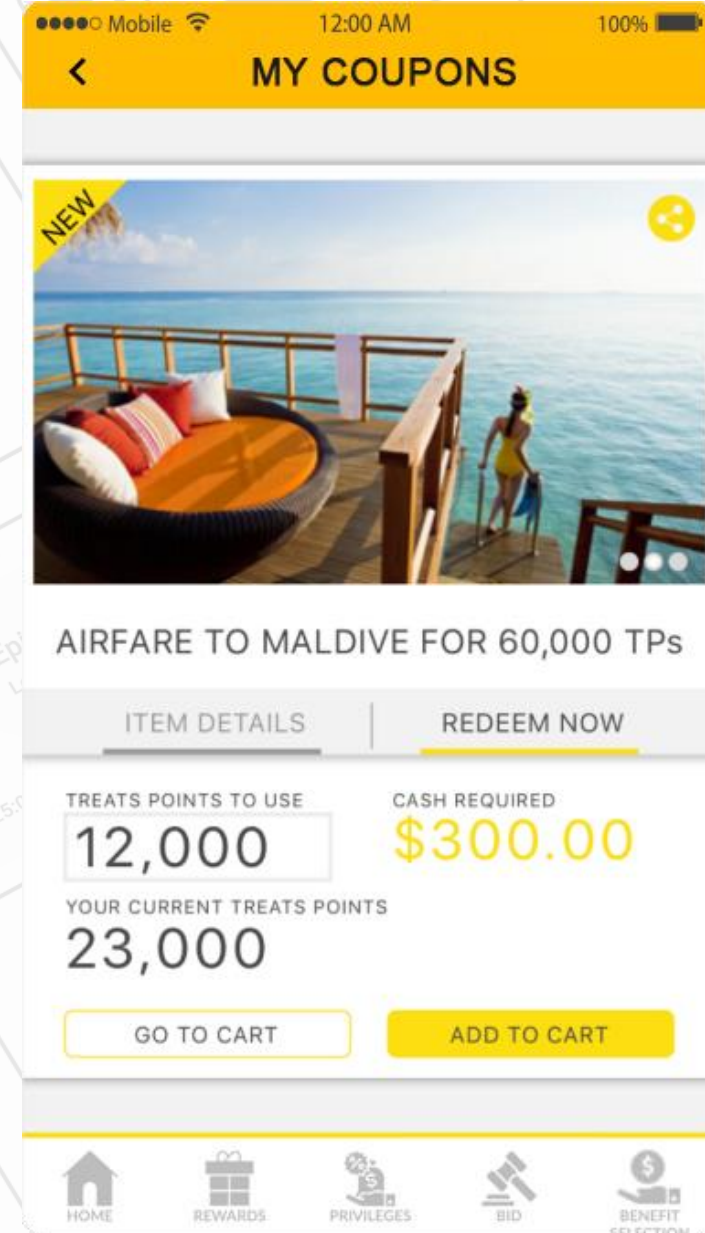 Mobile 12:00 AM 100%
MY COUPONS
NEW
AIRFARE TO MALDIVE FOR 60,000 TPs
ITEM DETAILS REDEEM NOW
TREATS POINTS TO USE CASH REQUIRED
12,000 $300.00
YOUR CURRENT TREATS POINTS
23,000
GO TO CART ADD TO CART
HOME REWARDS PRIVILEGES BID BENEFIT
SELECTION